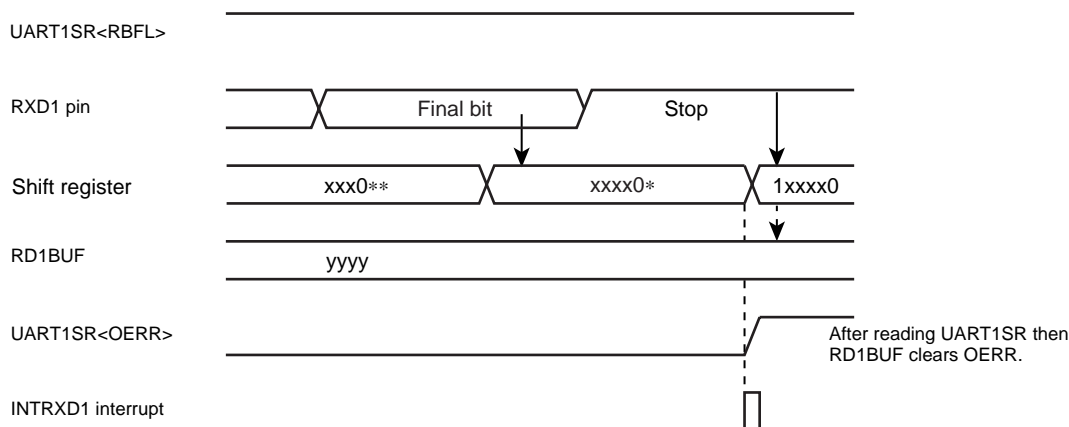 UART1SR<RBFL>
RXD1 pin
Final bit
Stop
Shift register
xxx0**
xxxx0*
1xxxx0
RD1BUF
yyyy
UART1SR<OERR>
After reading UART1SR then
RD1BUF clears OERR.
INTRXD1 interrupt